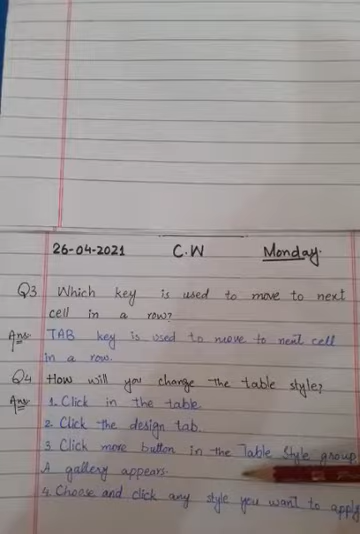 26-04-2021 C.W Monday.
Q3 Which key is used to move to next
cell in a row?
Ans TAB key is used to move to next cell
in a row.
Q4 How will you change the table style?
Ans 1. Click in the table.
2. Click the design tab.
3. Click more button in the Table Style group
A gallery appears.
4. Choose and click any style you want to apply